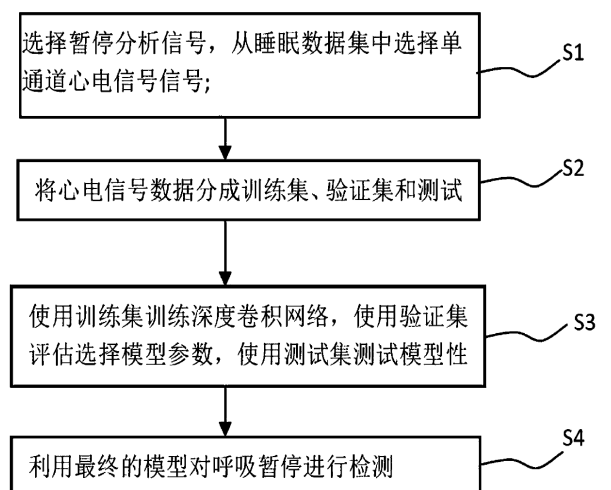 选择暂停分析信号，从睡眠数据集中选择单
通道心电信号信号;
S1
将心电信号数据分成训练集、验证集和测试
S2
使用训练集训练深度卷积网络，使用验证集
评估选择模型参数，使用测试集测试模型性
S3
利用最终的模型对呼吸暂停进行检测
S4